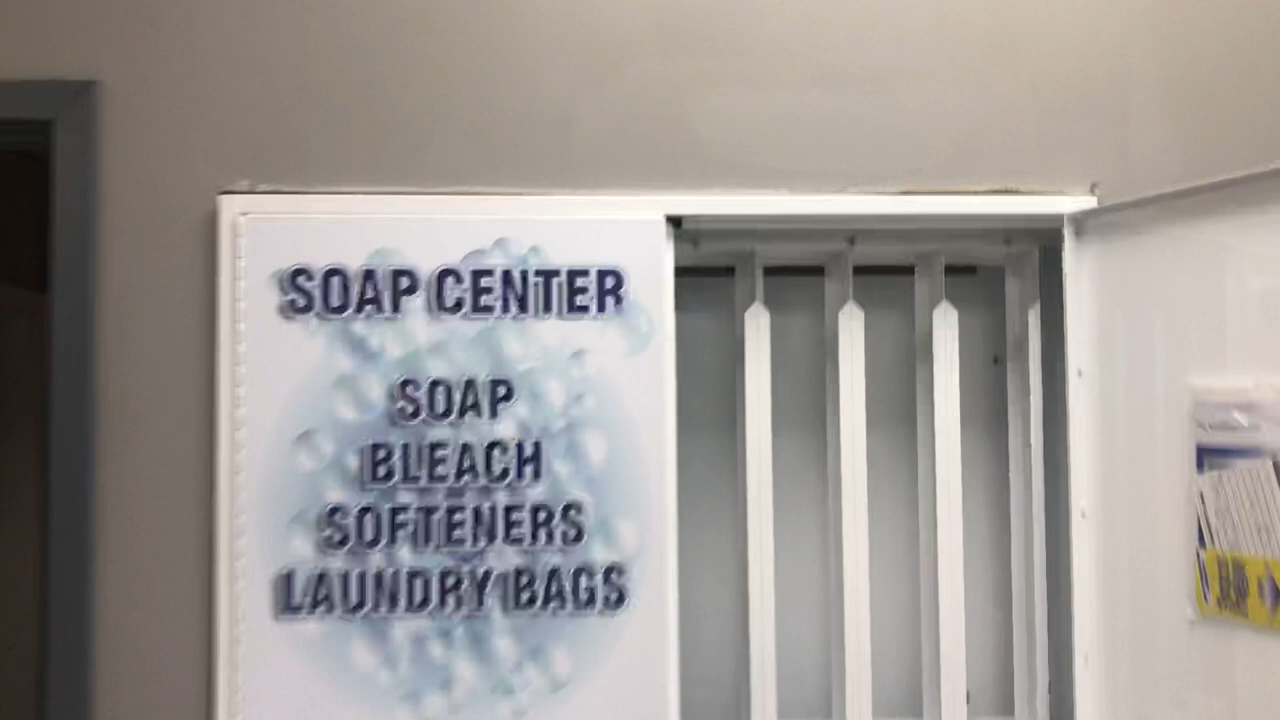 SOAP CENTER
SOAP
BLEACH
SOFTENERS
LAUNDRY BAGS